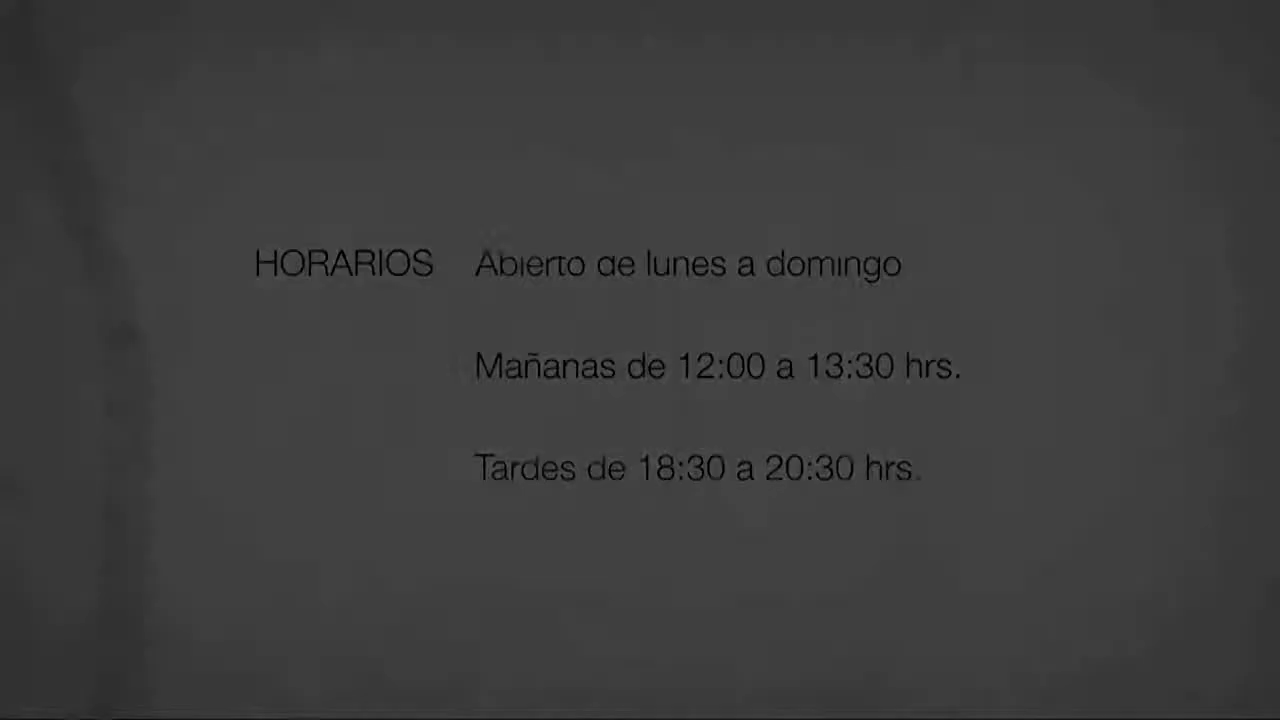 HORARIOS Abierto de lunes a domingo
Mañanas de 12:00 a 13:30 hrs.
Tardes de 18:30 a 20:30 hrs.